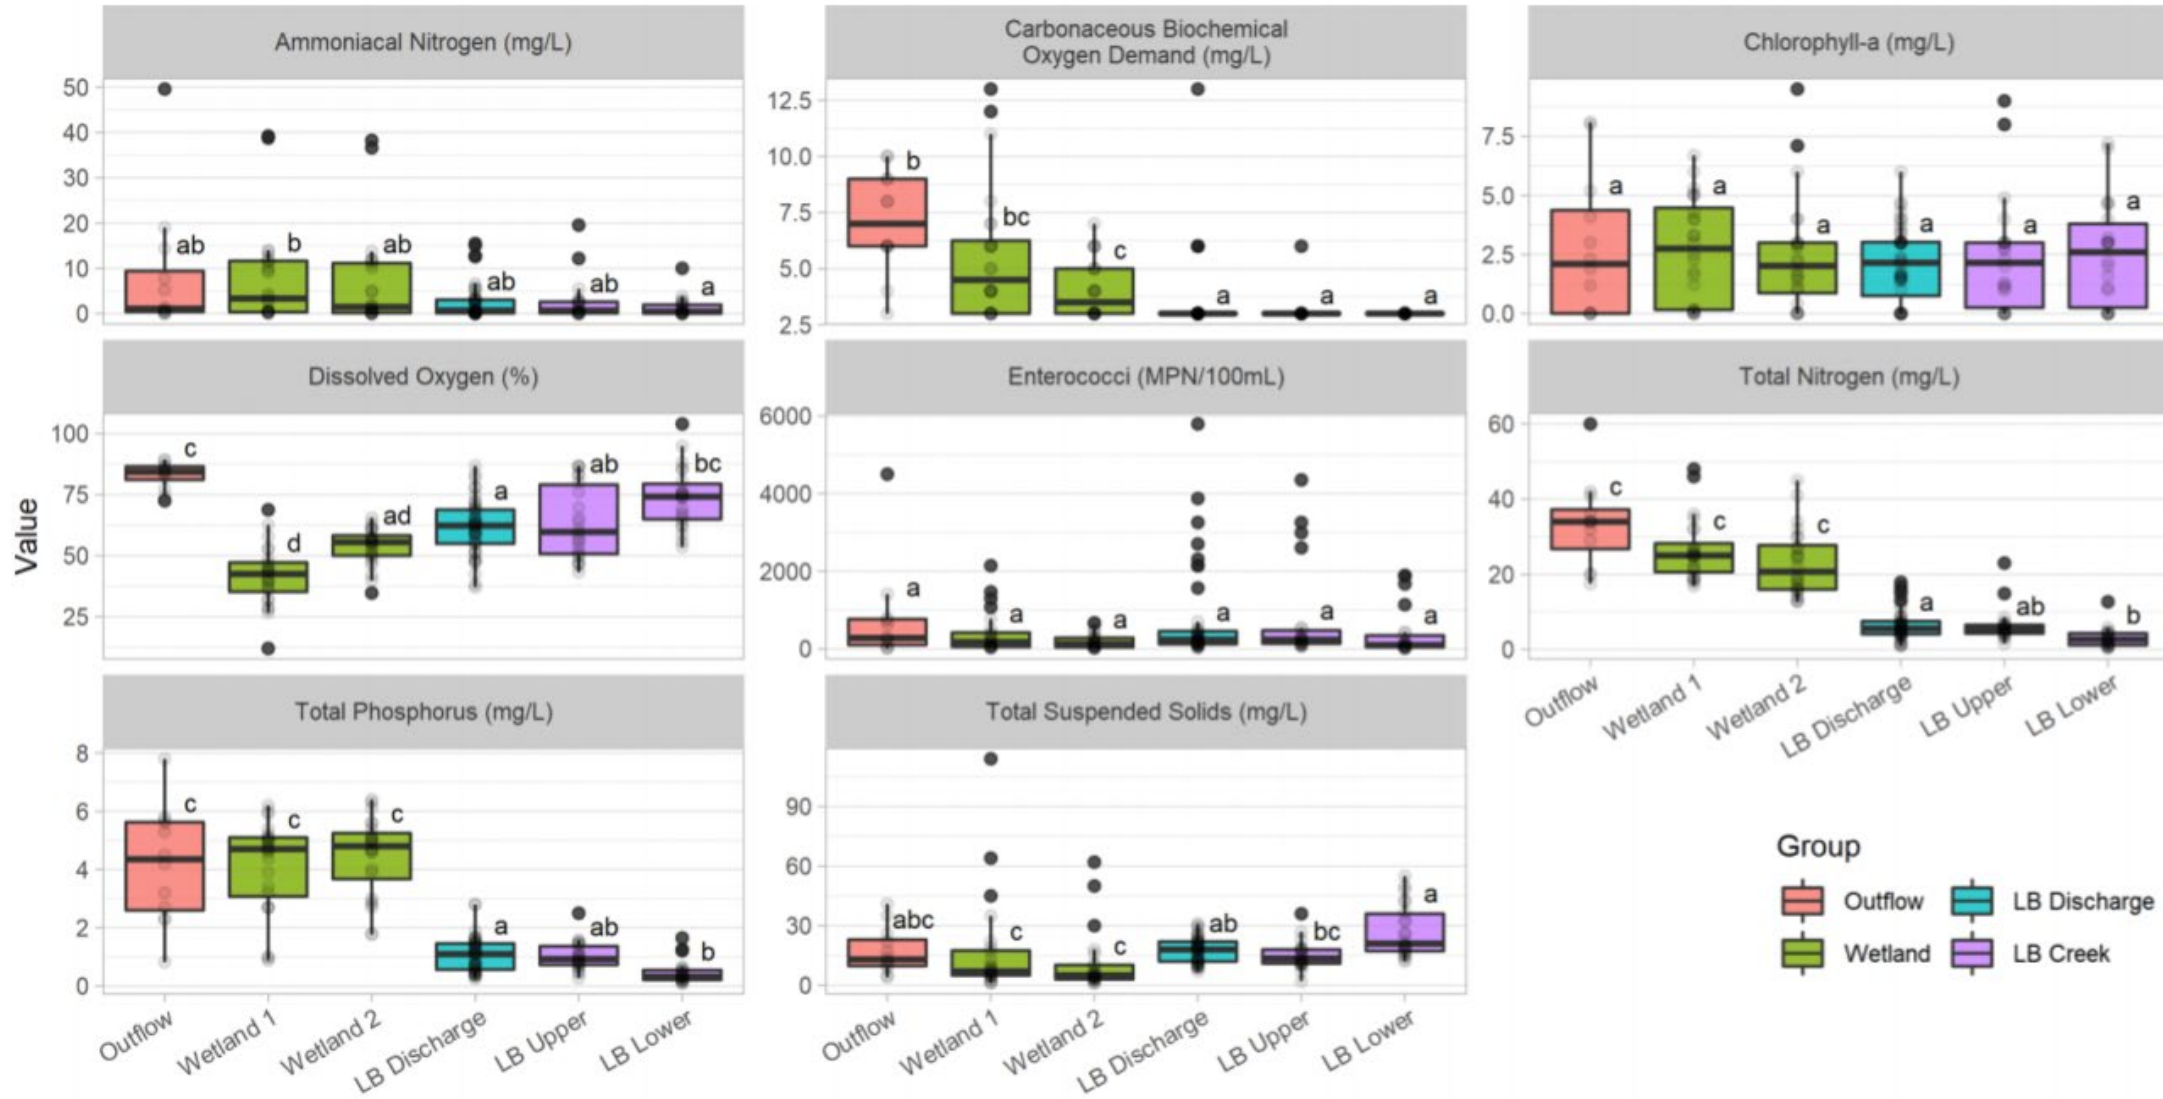 Ammoniacal Nitrogen (mg/L)
50
40
30
20
10
0
ab
b
ab
ab
ab
a
Carbonaceous Biochemical
Oxygen Demand (mg/L)
12.5
10.0
7.5
5.0
2.5
b
bc
c
a
a
a
Chlorophyll-a (mg/L)
7.5
5.0
2.5
0.0
a
a
a
a
a
a
Value
Dissolved Oxygen (%)
100
75
50
25
c
d
ad
a
ab
bc
Enterococci (MPN/100mL)
6000
4000
2000
0
a
a
a
a
a
a
Total Nitrogen (mg/L)
60
40
20
0
c
c
c
a
ab
b
Outflow
Wetland 1
Wetland 2
LB Discharge
LB Upper
LB Lower
Total Phosphorus (mg/L)
8
6
4
2
0
c
c
c
a
ab
b
Outflow
Wetland 1
Wetland 2
LB Discharge
LB Upper
LB Lower
Total Suspended Solids (mg/L)
90
60
30
0
abc
c
c
ab
bc
a
Outflow
Wetland 1
Wetland 2
LB Discharge
LB Upper
LB Lower
Group
Outflow
LB Discharge
Wetland
LB Creek